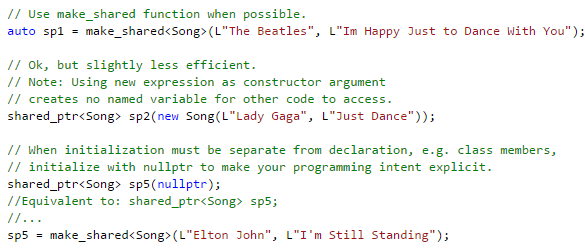 // Use make_shared function when possible.
auto sp1 = make_shared<Song>(L"The Beatles", L"Im Happy Just to Dance With You");
// Ok, but slightly less efficient.
// Note: Using new expression as constructor argument
// creates no named variable for other code to access.
shared_ptr<Song> sp2(new Song(L"Lady Gaga", L"Just Dance"));
// When initialization must be separate from declaration, e.g. class members,
// initialize with nullptr to make your programming intent explicit.
shared_ptr<Song> sp5(nullptr);
//Equivalent to: shared_ptr<Song> sp5;
//...
sp5 = make_shared<Song>(L"Elton John", L"I'm Still Standing");